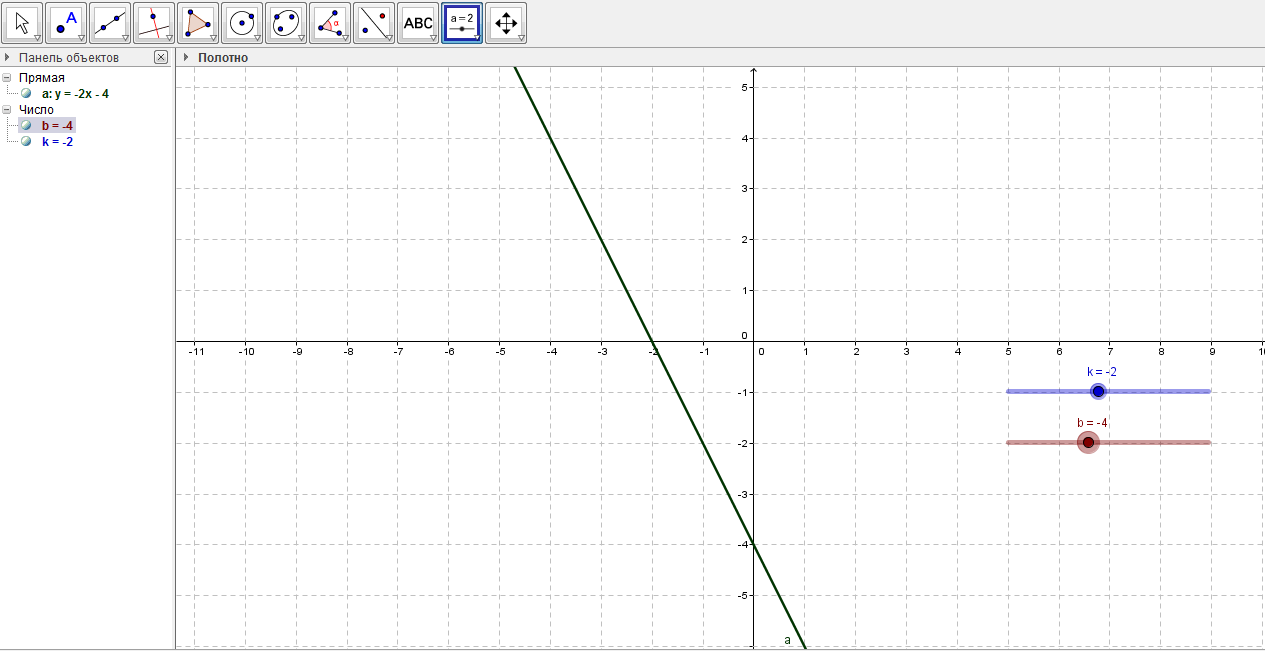 A
α
ABC
a = 2
Панель объектов
Полотно
Прямая
a: y = -2x - 4
Число
b = -4
k = -2
5
4
3
2
1
0
-11 -10 -9 -8 -7 -6 -5 -4 -3 -2 -1 0 1 2 3 4 5 6 7 8 9
k = -2
-1
b = -4
-2
-3
-4
-5
a